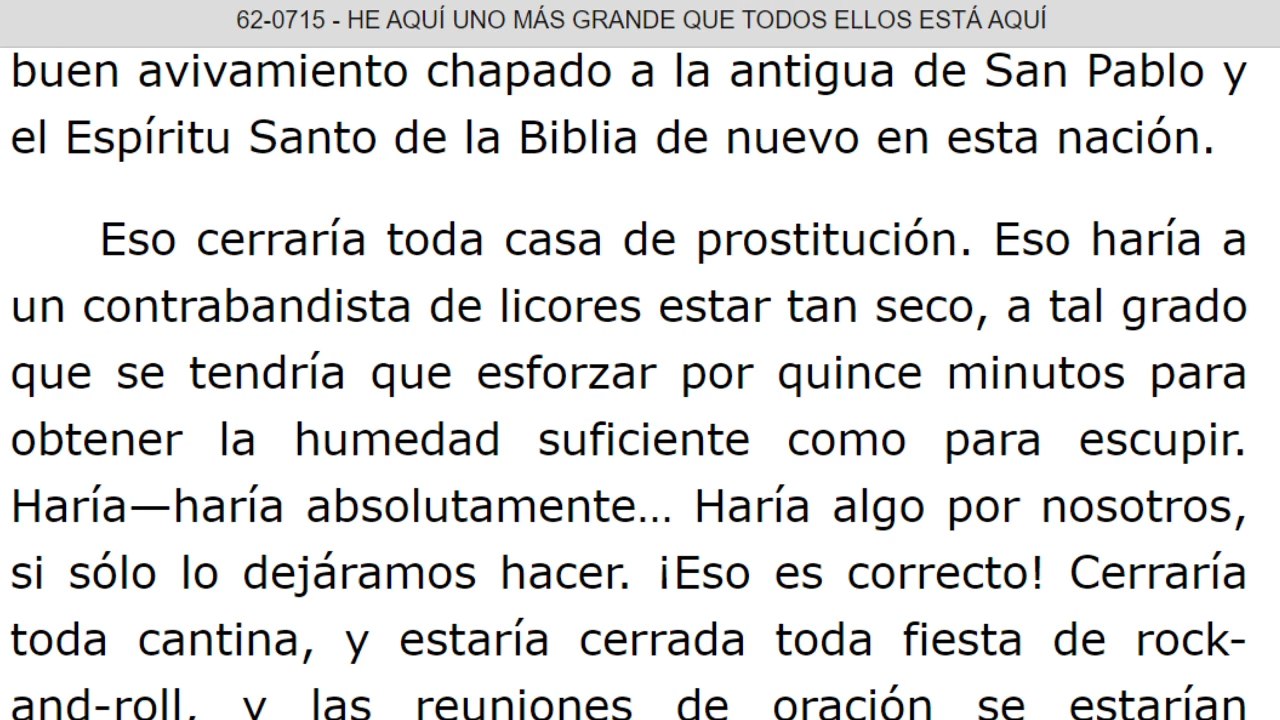 62-0715 - HE AQUÍ UNO MÁS GRANDE QUE TODOS ELLOS ESTÁ AQUÍ
buen avivamiento chapado a la antigua de San Pablo y
el Espíritu Santo de la Biblia de nuevo en esta nación.
Eso cerraría toda casa de prostitución. Eso haría a
un contrabandista de licores estar tan seco, a tal grado
que se tendría que esforzar por quince minutos para
obtener la humedad suficiente como para escupir.
Haría—haría absolutamente... Haría algo por nosotros,
si sólo lo dejáramos hacer. ¡Eso es correcto! Cerraría
toda cantina, y estaría cerrada toda fiesta de rock-
and-roll, y las reuniones de oración se estarían